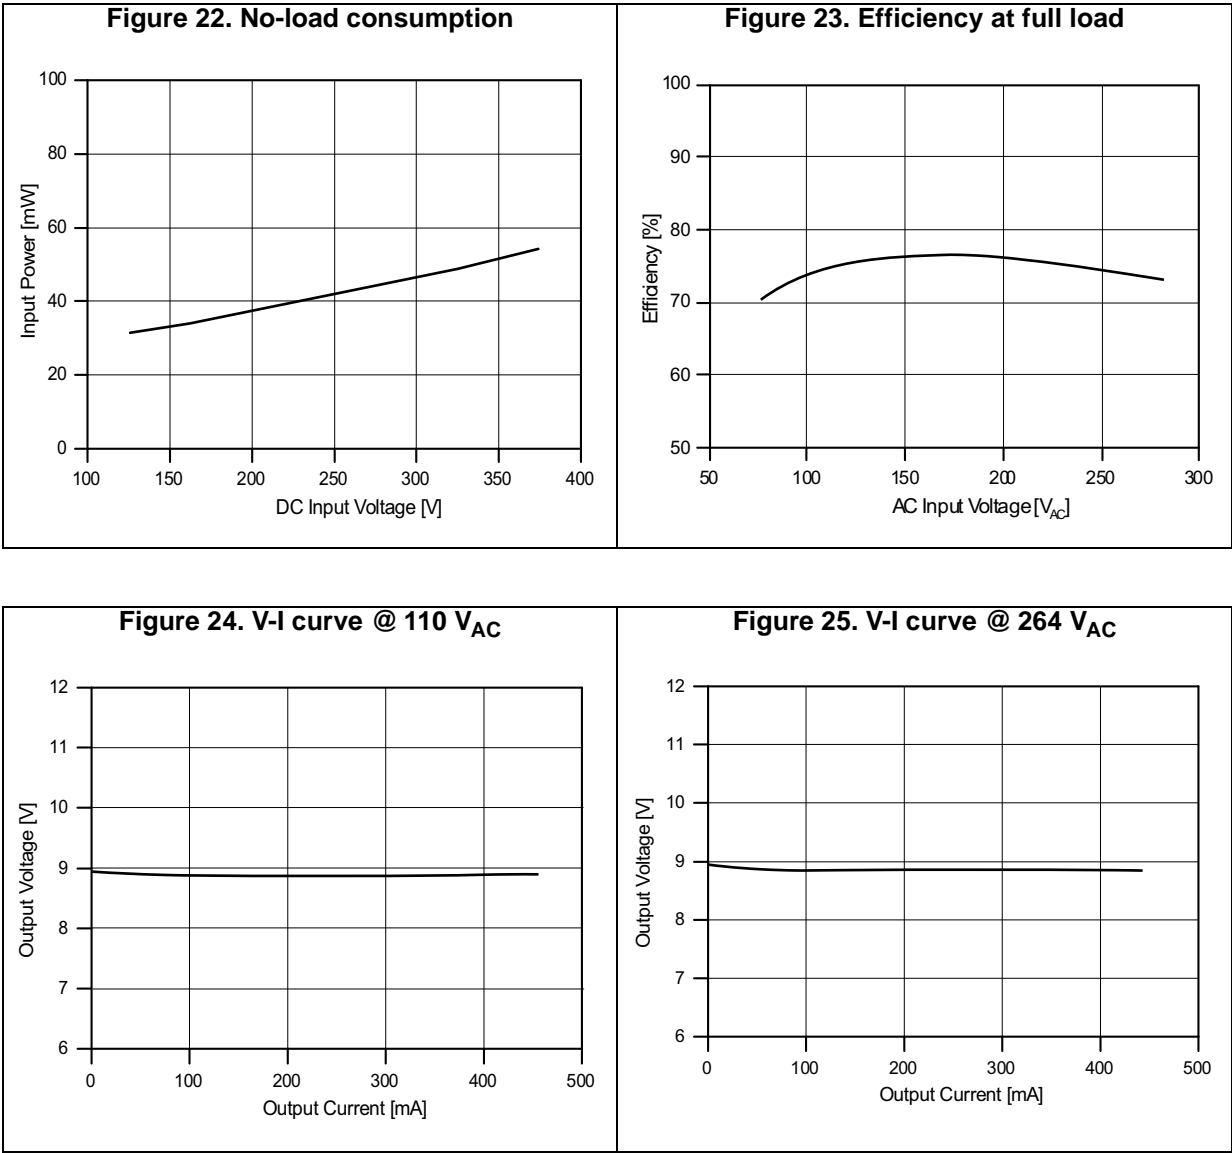 Figure 22. No-load consumption
100
80
60
40
20
0
Input Power [mW]
100 150 200 250 300 350 400
DC Input Voltage [V]
Figure 23. Efficiency at full load
100
90
80
70
60
50
Efficiency [%]
50 100 150 200 250 300
AC Input Voltage [VAC]
Figure 24. V-I curve @ 110 VAC
12
11
10
9
8
7
6
Output Voltage [V]
0 100 200 300 400 500
Output Current [mA]
Figure 25. V-I curve @ 264 VAC
12
11
10
9
8
7
6
Output Voltage [V]
0 100 200 300 400 500
Output Current [mA]